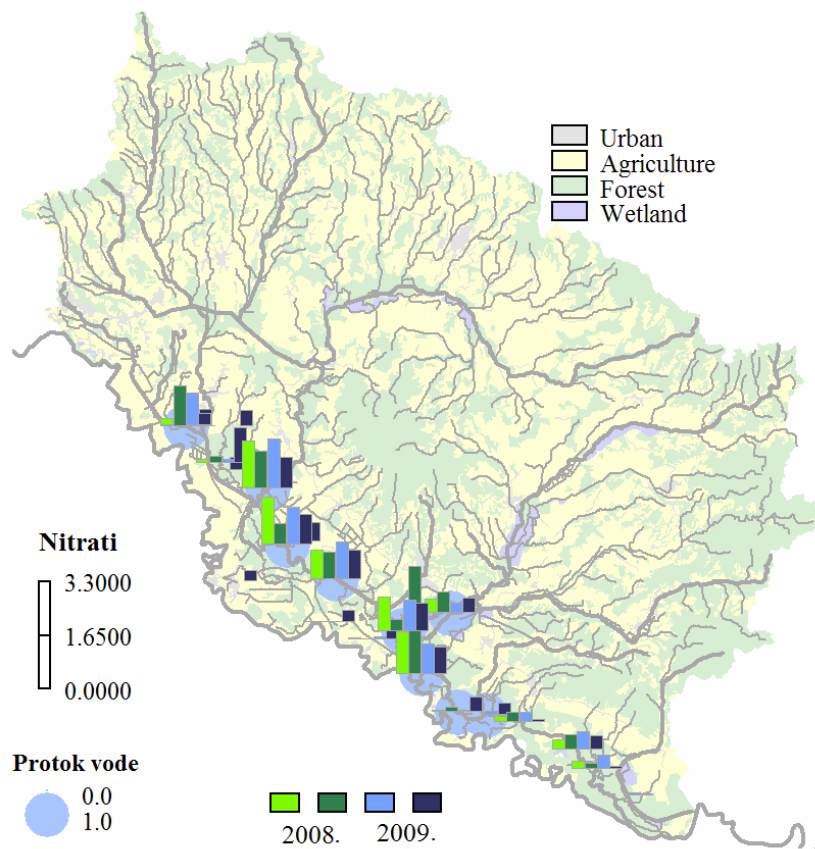 Urban
Agriculture
Forest
Wetland
Nitrati
3.3000
1.6500
0.0000
Protok vode
0.0
1.0
2008. 2009.